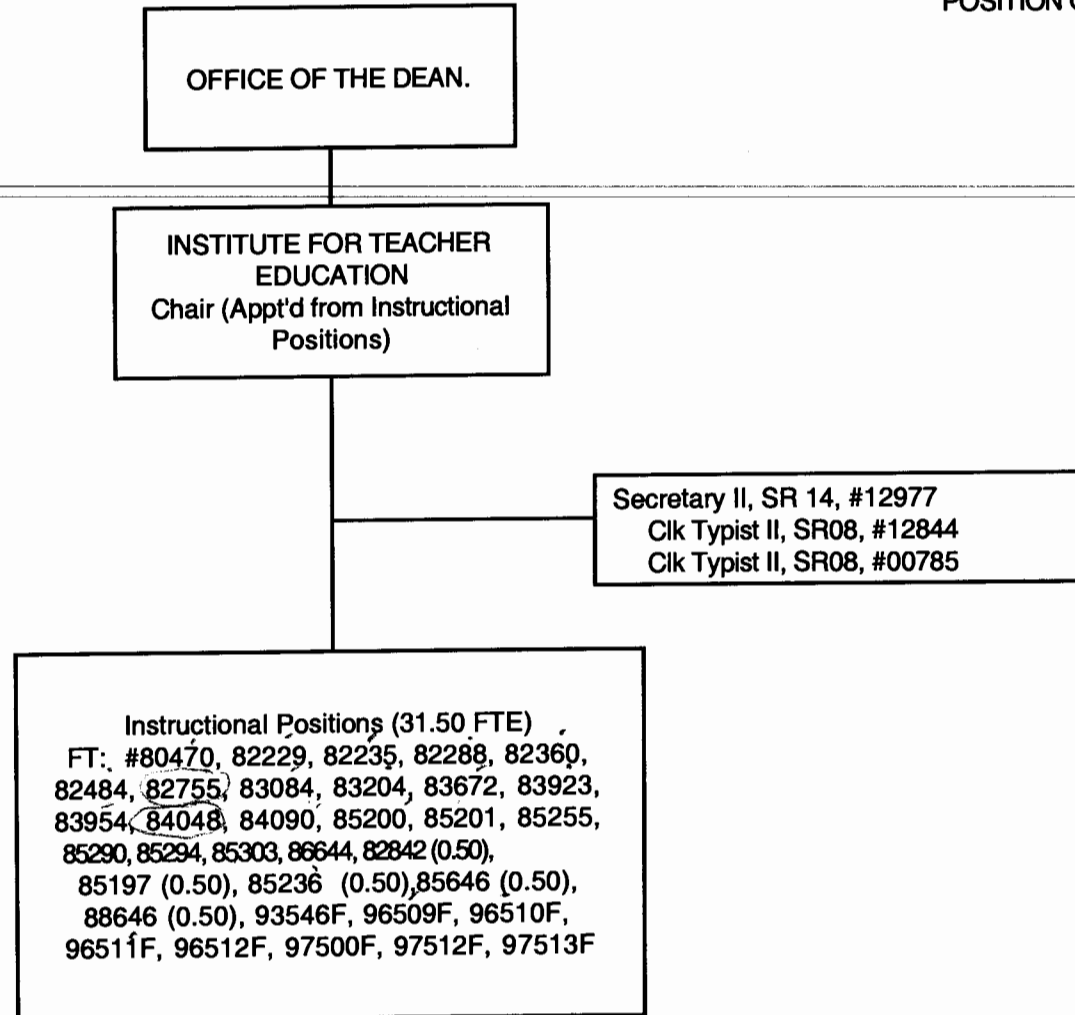 POSITION
OFFICE OF THE DEAN.
INSTITUTE FOR TEACHER
EDUCATION
Chair (Appt'd from Instructional
Positions)
Secretary II, SR 14, #12977
Clk Typist II, SR08, #12844
Clk Typist II, SR08, #00785
Instructional Positions (31.50 FTE)
FT: #80470, 82229, 82235, 82288, 82360,
82484, 82755, 83084, 83204, 83672, 83923,
83954, 84048, 84090, 85200, 85201, 85255,
85290, 85294, 85303, 86644, 82842 (0.50),
85197 (0.50), 85236 (0.50), 85646 (0.50),
88646 (0.50), 93546F, 96509F, 96510F,
96511F, 96512F, 97500F, 97512F, 97513F